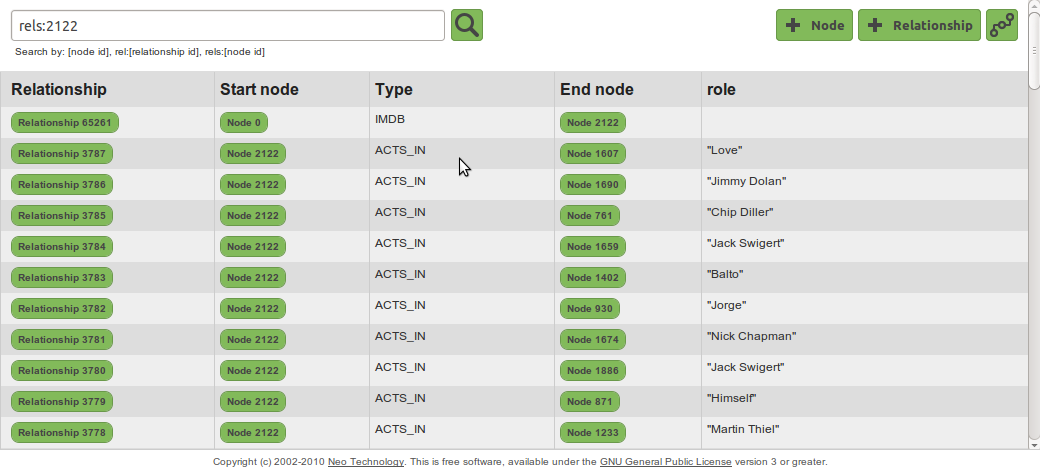 rels:2122 Node Relationship
Search by: [node id], rel:[relationship id], rels:[node id]
Relationship Start node Type End node role
Relationship 65261 Node 0 IMDB Node 2122
Relationship 3787 Node 2122 ACTS_IN Node 1607 "Love"
Relationship 3786 Node 2122 ACTS_IN Node 1690 "Jimmy Dolan"
Relationship 3785 Node 2122 ACTS_IN Node 761 "Chip Diller"
Relationship 3784 Node 2122 ACTS_IN Node 1659 "Jack Swigert"
Relationship 3783 Node 2122 ACTS_IN Node 1402 "Balto"
Relationship 3782 Node 2122 ACTS_IN Node 930 "Jorge"
Relationship 3781 Node 2122 ACTS_IN Node 1674 "Nick Chapman"
Relationship 3780 Node 2122 ACTS_IN Node 1886 "Jack Swigert"
Relationship 3779 Node 2122 ACTS_IN Node 871 "Himself"
Relationship 3778 Node 2122 ACTS_IN Node 1233 "Martin Thiel"
Copyright (c) 2002-2010 Neo Technology. This is free software, available under the GNU General Public License version 3 or greater.